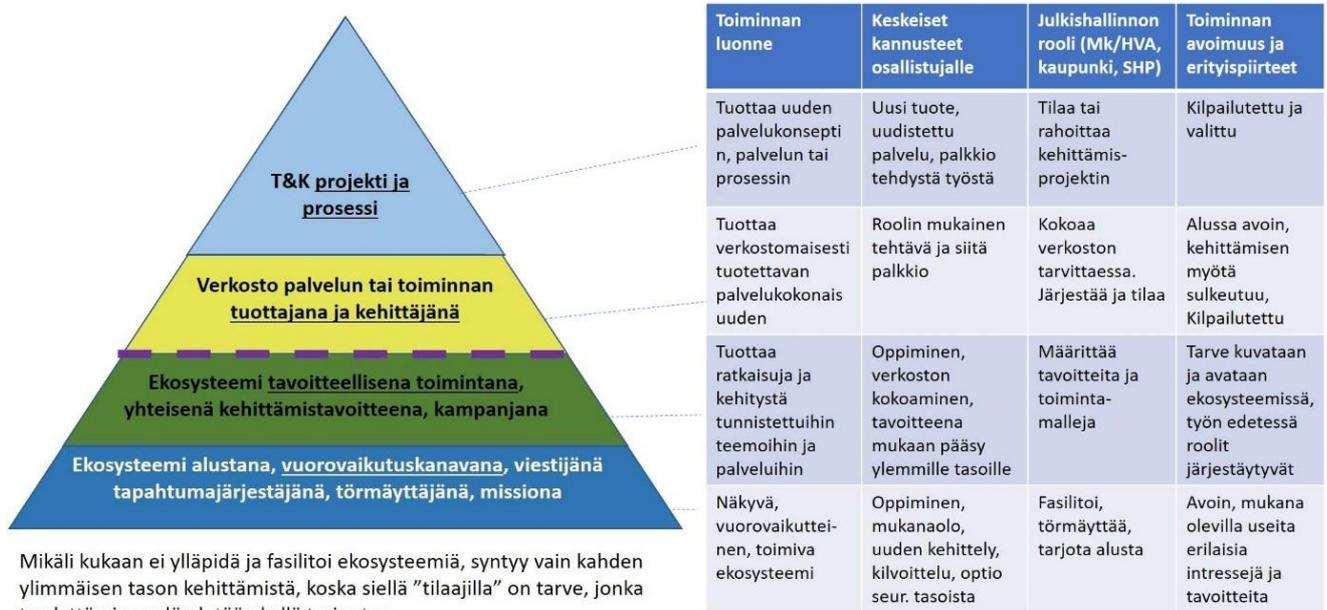 T&K projekti ja
prosessi
Verkosto palvelun tai toiminnan
tuottajana ja kehittäjänä
Ekosysteemi tavoitteellisena toimintana,
yhteisenä kehittämistavoitteena, kampanjana
Ekosysteemi alustana, vuorovaikutuskanavana, viestijänä
tapahtumajärjestäjänä, törmäyttäjänä, missiona
Mikäli kukaan ei ylläpidä ja fasilitoi ekosysteemiä, syntyy vain kahden
ylimmäisen tason kehittämistä, koska siellä ”tilaajilla” on tarve, jonka
Toiminnan
luonne
Keskeiset
kannusteet
osallistujalle
Julkishallinnon
rooli (Mk/HVA,
kaupunki, SHP)
Toiminnan
avoimuus ja
erityispiirteet
Tuottaa uuden
palvelukonsepti
n, palvelun tai
prosessin
Uusi tuote,
uudistettu
palvelu, palkkio
tehdystä työstä
Tilaa tai
rahoittaa
kehittämis-
projektin
Kilpailutettu ja
valittu
Tuottaa
verkostomaisesti
tuotettavan
palvelukokonais
uuden
Roolin mukainen
tehtävä ja siitä
palkkio
Kokoaa
verkoston
tarvittaessa.
Järjestää ja tilaa
Alussa avoin,
kehittämisen
myötä
sulkeutuu,
Kilpailutettu
Tuottaa
ratkaisuja ja
kehitystä
tunnistettuihin
teemoihin ja
palveluihin
Oppiminen,
verkoston
kokoaminen,
tavoitteena
mukaan pääsy
ylemmille tasoille
Määrittää
tavoitteita ja
toiminta-
malleja
Tarve kuvataan
ja avataan
ekosysteemissä,
työn edetessä
roolit
järjestäytyvät
Näkyvä,
vuorovaikuttei-
nen, toimiva
ekosysteemi
Oppiminen,
mukanaolo,
uuden kehittely,
kilvoittelu, optio
seur. tasoista
Fasilitoi,
törmäyttää,
tarjota alusta
Avoin, mukana
olevilla useita
erilaisia
intressejä ja
tavoitteita